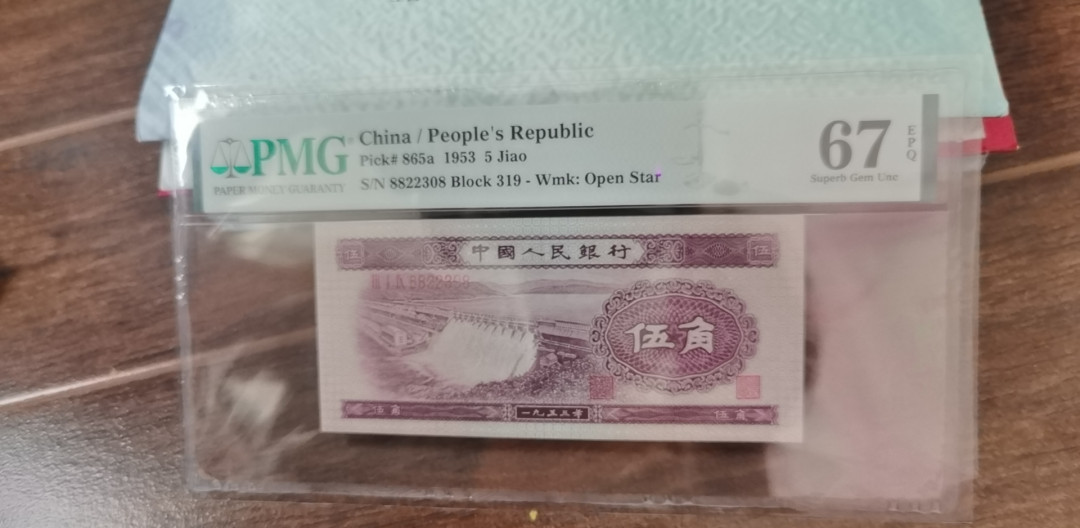 PMG
PAPER MONEY GUARANTY
China / People's Republic
Pick# 865a 1953 5 Jiao
S/N 8822308 Block 319 - Wmk: Open Star
67
EPQ
Superb Gem Unc
伍 中國人民銀行 伍
8822308
伍角
伍角 一九五三年 伍角